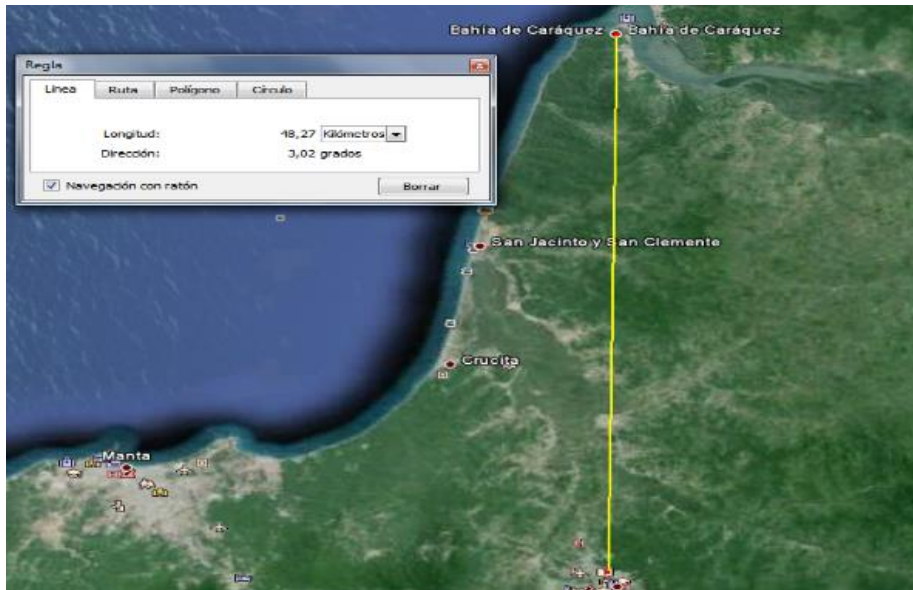 Bahía de Caráquez Bahía de Caráquez
Regla
Línea Ruta Polígono Círculo
Longitud: 48,27 Kilómetros
Dirección: 3,02 grados
Navegación con ratón Borrar
San Jacinto y San Clemente
Crucita
Manta